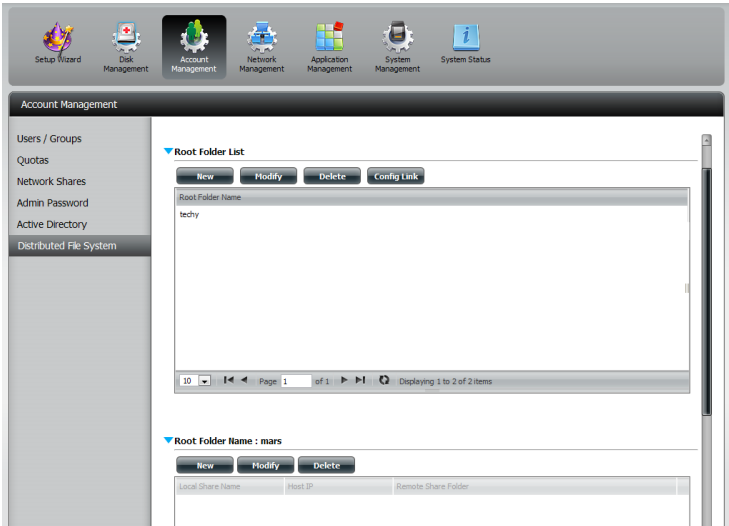 Setup Wizard
Disk Management
Account Management
Network Management
Application Management
System Management
System Status
Account Management
Users / Groups
Quotas
Network Shares
Admin Password
Active Directory
Distributed File System
Root Folder List
New Modify Delete Config Link
Root Folder Name
techy
10 Page 1 of 1 Displaying 1 to 2 of 2 items
Root Folder Name : mars
New Modify Delete
Local Share Name Host IP Remote Share Folder